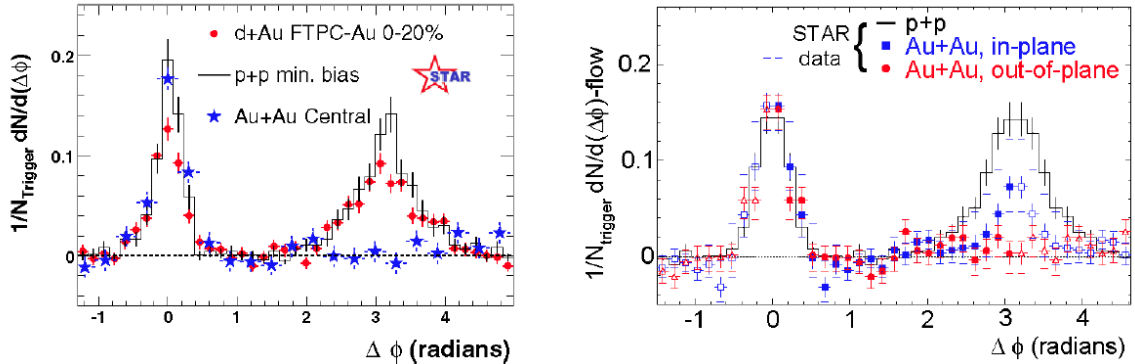 1/N_Trigger dN/d(Δφ)
0.2
0.1
0
d+Au FTPC-Au 0-20%
p+p min. bias
Au+Au Central
STAR
-1 0 1 2 3 4
Δ φ (radians)
1/N_trigger dN/d(Δφ)-flow
0.2
0.1
0
STAR
data
p+p
Au+Au, in-plane
Au+Au, out-of-plane
-1 0 1 2 3 4
Δ φ (radians)